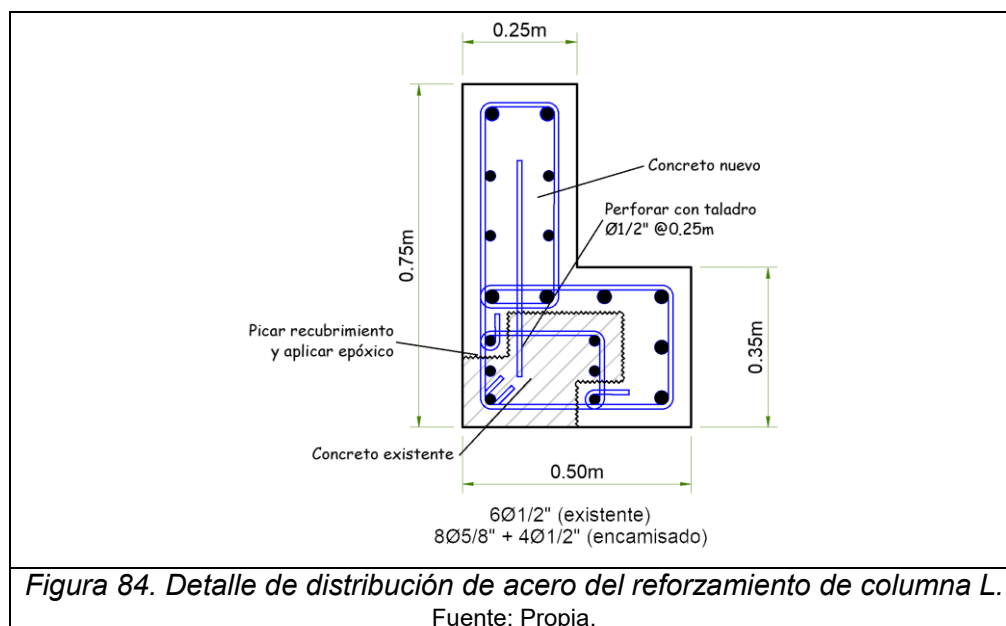 0.25m
0.75m
Concreto nuevo
Perforar con taladro
Ø1/2" @0.25m
Picar recubrimiento
y aplicar epóxico
0.35m
Concreto existente
0.50m
6Ø1/2" (existente)
8Ø5/8" + 4Ø1/2" (encamisado)
Figura 84. Detalle de distribución de acero del reforzamiento de columna L.
Fuente: Propia.